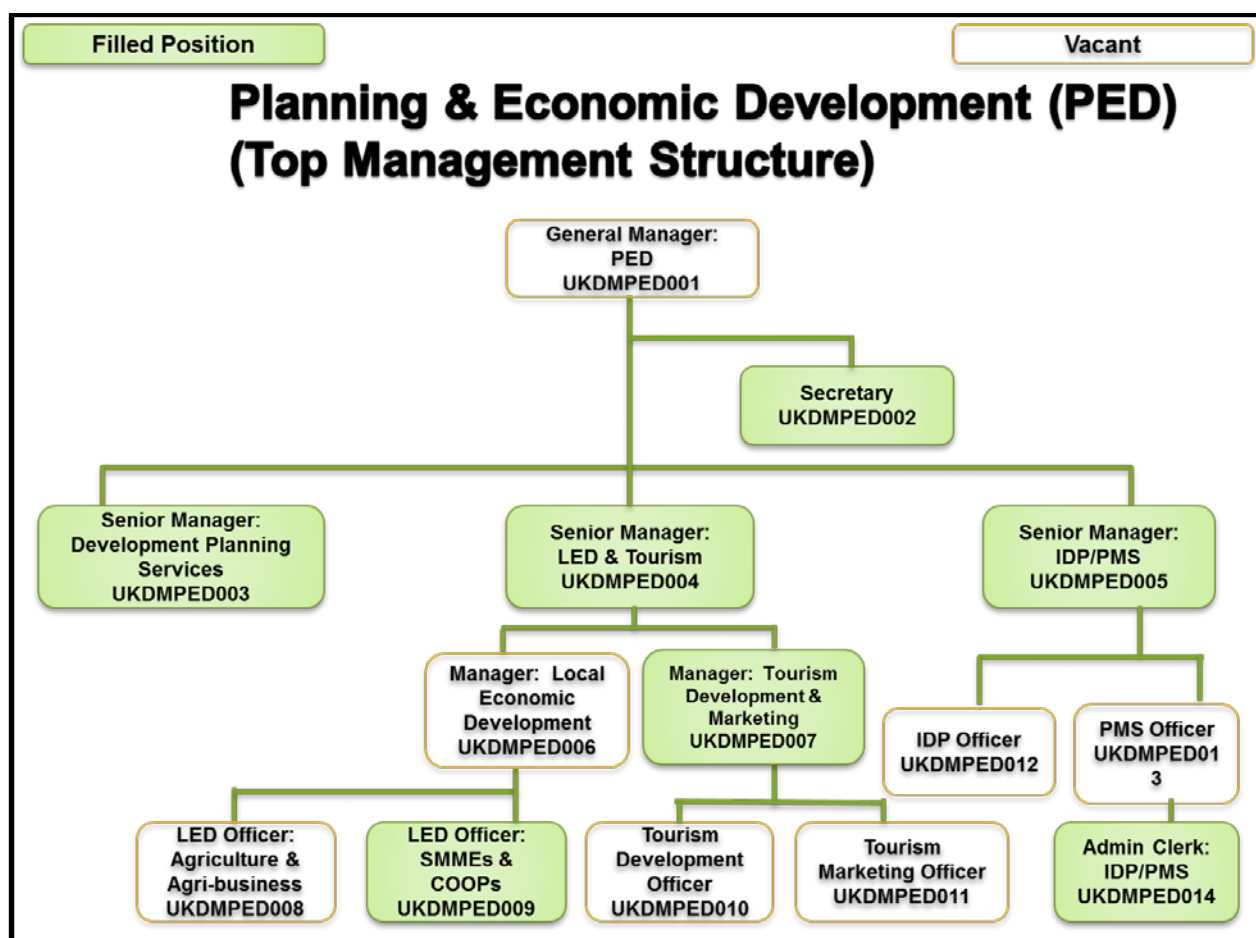 Filled Position
Vacant
Planning & Economic Development (PED)
(Top Management Structure)
General Manager:
PED
UKDMPED001
Secretary
UKDMPED002
Senior Manager:
Development Planning
Services
UKDMPED003
Senior Manager:
LED & Tourism
UKDMPED004
Senior Manager:
IDP/PMS
UKDMPED005
Manager: Local
Economic
Development
UKDMPED006
Manager: Tourism
Development &
Marketing
UKDMPED007
IDP Officer
UKDMPED012
PMS Officer
UKDMPED01
3
LED Officer:
Agriculture &
Agri-business
UKDMPED008
LED Officer:
SMMEs &
COOPs
UKDMPED009
Tourism
Development
Officer
UKDMPED010
Tourism
Marketing Officer
UKDMPED011
Admin Clerk:
IDP/PMS
UKDMPED014